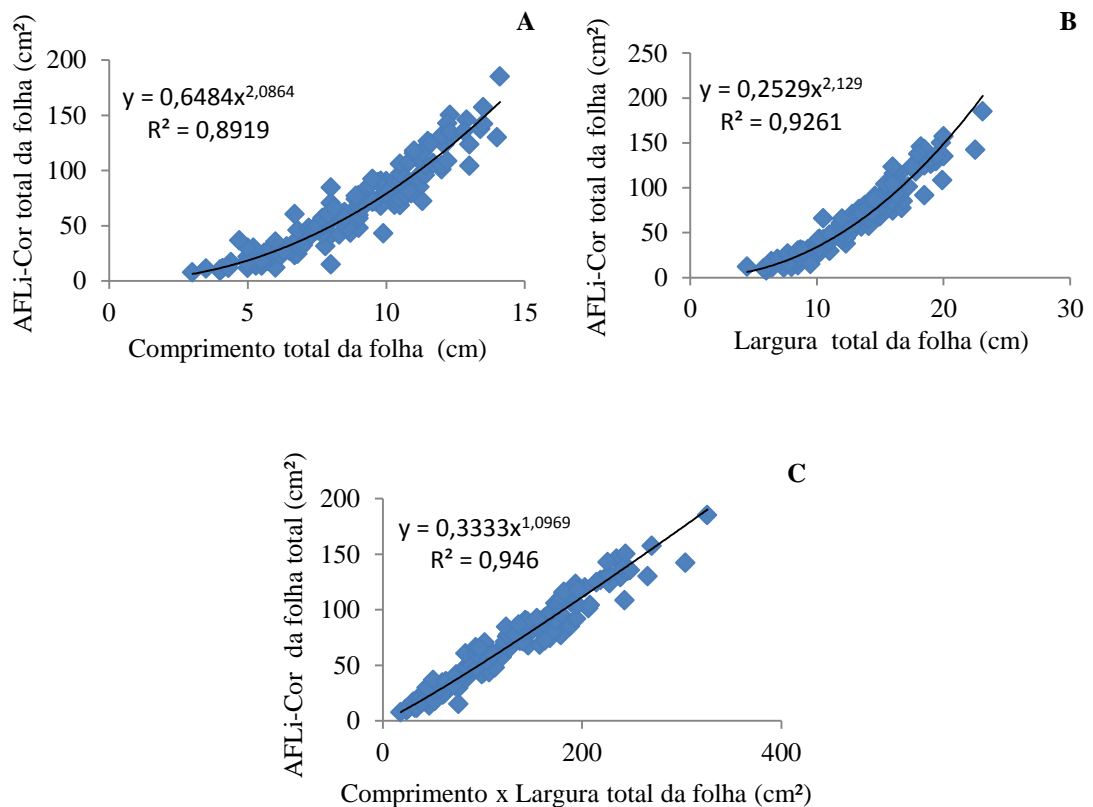 A
AFLi-Cor total da folha (cm²)
200
150
100
50
0
y = 0,6484x^2,0864
R² = 0,8919
0 5 10 15
Comprimento total da folha (cm)
B
AFLi-Cor total da folha (cm²)
250
200
150
100
50
0
y = 0,2529x^2,129
R² = 0,9261
0 10 20 30
Largura total da folha (cm)
C
AFLi-Cor da folha total (cm²)
200
150
100
50
0
y = 0,3333x^1,0969
R² = 0,946
0 200 400
Comprimento x Largura total da folha (cm²)